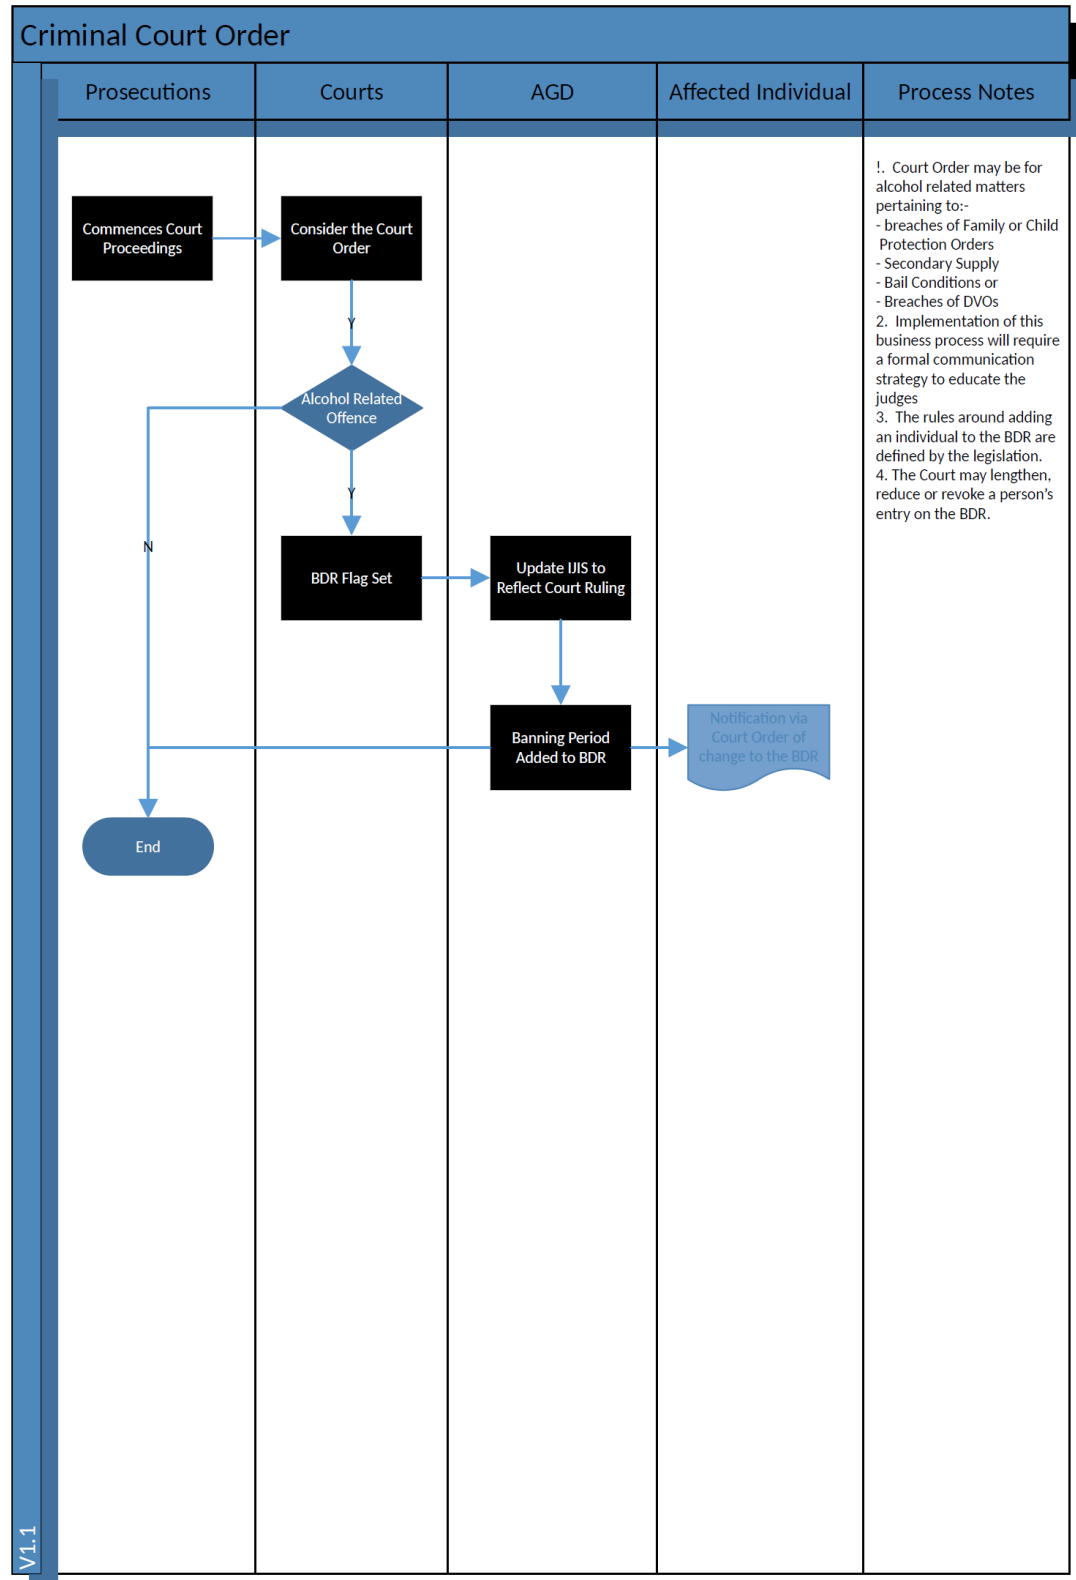 Criminal Court Order
Prosecutions
Courts
AGD
Affected Individual
Process Notes
Commences Court
Proceedings
Consider the Court
Order
Y
Alcohol Related
Offence
Y
N
BDR Flag Set
Update IJIS to
Reflect Court Ruling
Banning Period
Added to BDR
Notification via
Court Order of
change to the BDR
End
!.  Court Order may be for
alcohol related matters
pertaining to:-
- breaches of Family or Child
Protection Orders
- Secondary Supply
- Bail Conditions or
- Breaches of DVOs
2.  Implementation of this
business process will require
a formal communication
strategy to educate the
judges
3.  The rules around adding
an individual to the BDR are
defined by the legislation.
4. The Court may lengthen,
reduce or revoke a person’s
entry on the BDR.
V1.1